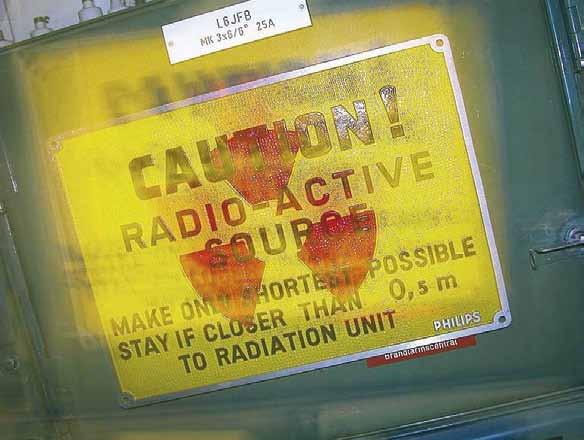 L6JFB
MK 3x6/6° 25A
CAUTION!
RADIO-ACTIVE
SOURCE
MAKE ONLY SHORTEST POSSIBLE
STAY IF CLOSER THAN 0,5 m
TO RADIATION UNIT
PHILIPS
Brandlarmscentral